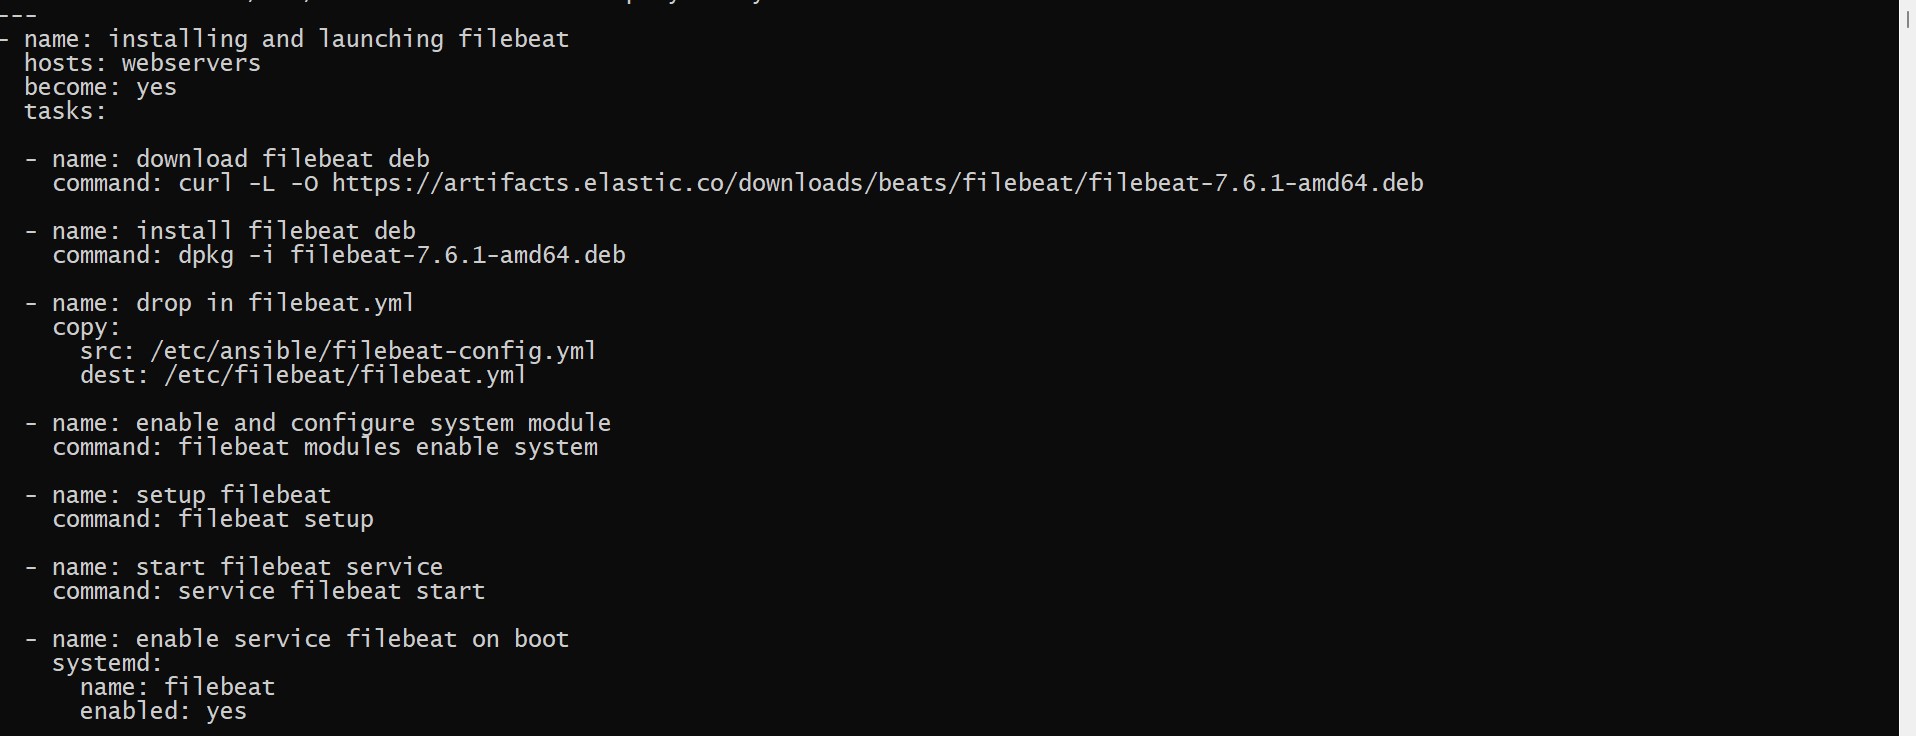 ---
- name: installing and launching filebeat
  hosts: webservers
  become: yes
  tasks:

  - name: download filebeat deb
    command: curl -L -O https://artifacts.elastic.co/downloads/beats/filebeat/filebeat-7.6.1-amd64.deb

  - name: install filebeat deb
    command: dpkg -i filebeat-7.6.1-amd64.deb

  - name: drop in filebeat.yml
    copy:
      src: /etc/ansible/filebeat-config.yml
      dest: /etc/filebeat/filebeat.yml

  - name: enable and configure system module
    command: filebeat modules enable system

  - name: setup filebeat
    command: filebeat setup

  - name: start filebeat service
    command: service filebeat start

  - name: enable service filebeat on boot
    systemd:
      name: filebeat
      enabled: yes